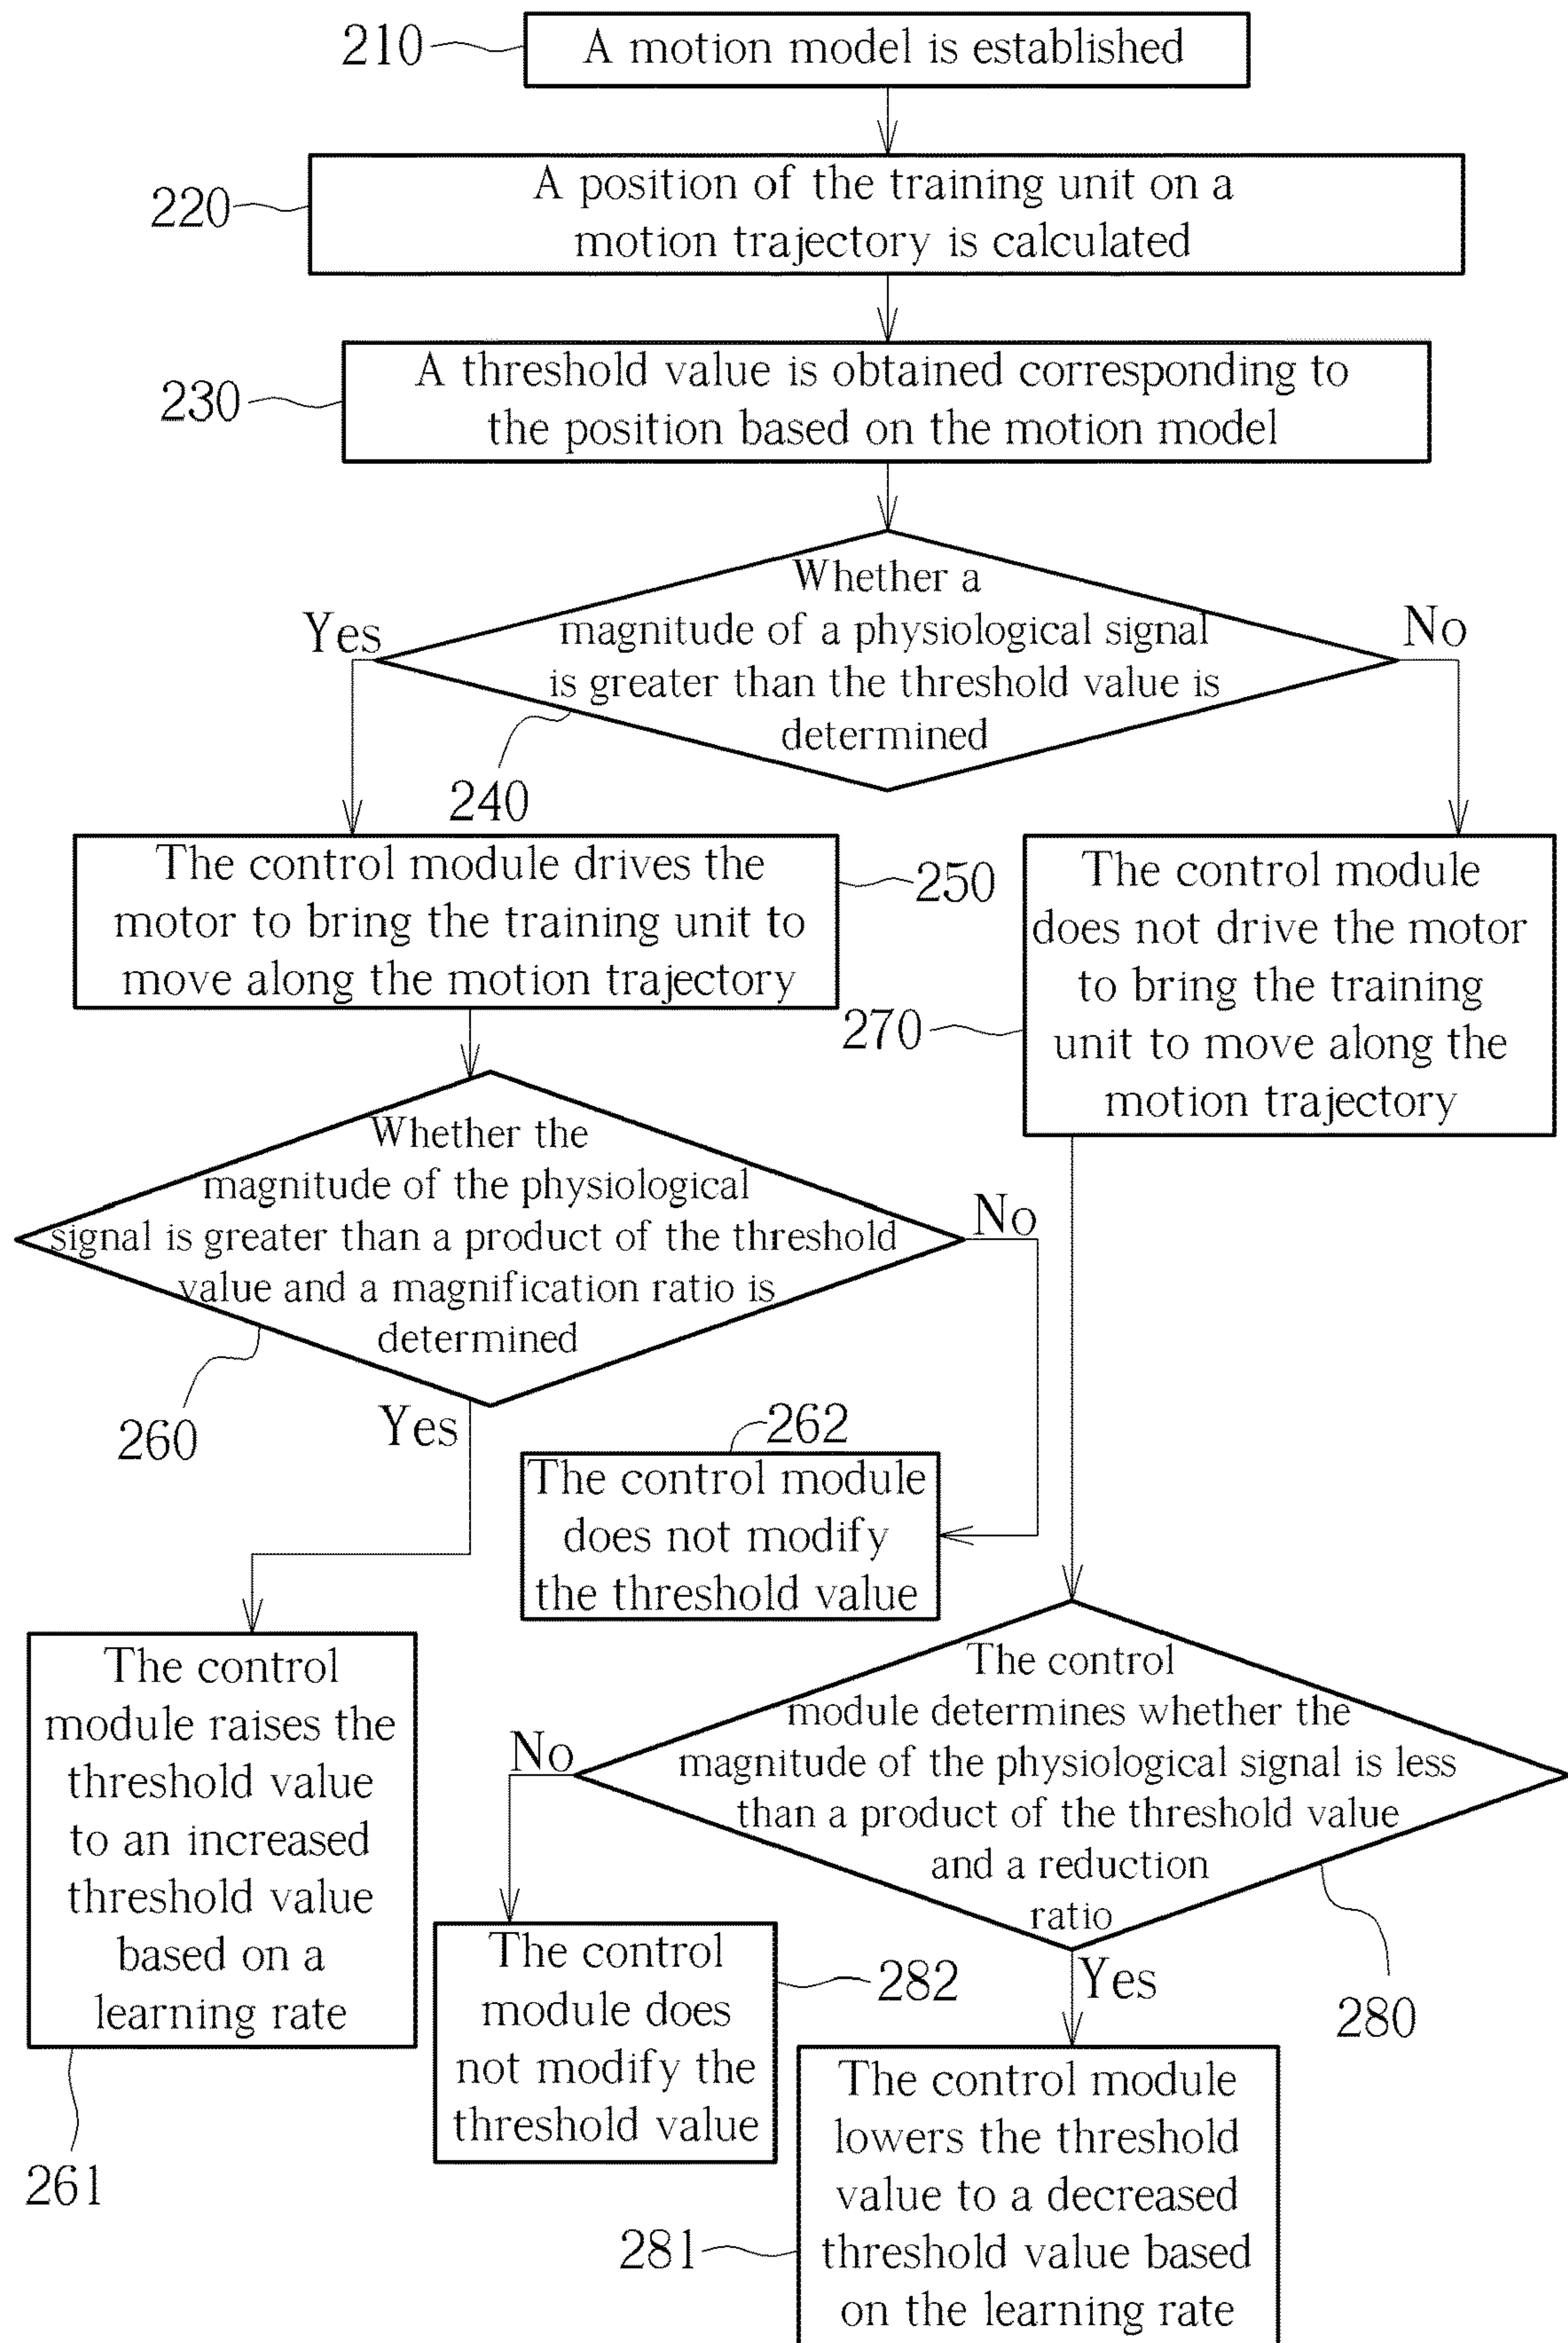 210
A motion model is established
220
A position of the training unit on a
motion trajectory is calculated
230
A threshold value is obtained corresponding to
the position based on the motion model
Whether a
magnitude of a physiological signal
is greater than the threshold value is
determined
Yes
No
240
The control module drives the
motor to bring the training unit to
move along the motion trajectory
250
The control module
does not drive the motor
to bring the training
unit to move along the
motion trajectory
270
Whether the
magnitude of the physiological
signal is greater than a product of the threshold
value and a magnification ratio is
determined
No
260
Yes
262
The control module
does not modify
the threshold value
The control
module raises the
threshold value
to an increased
threshold value
based on a
learning rate
261
The control
module determines whether the
magnitude of the physiological signal is less
than a product of the threshold value
and a reduction
ratio
No
Yes
280
The control
module does
not modify the
threshold value
282
The control module
lowers the threshold
value to a decreased
threshold value based
on the learning rate
281